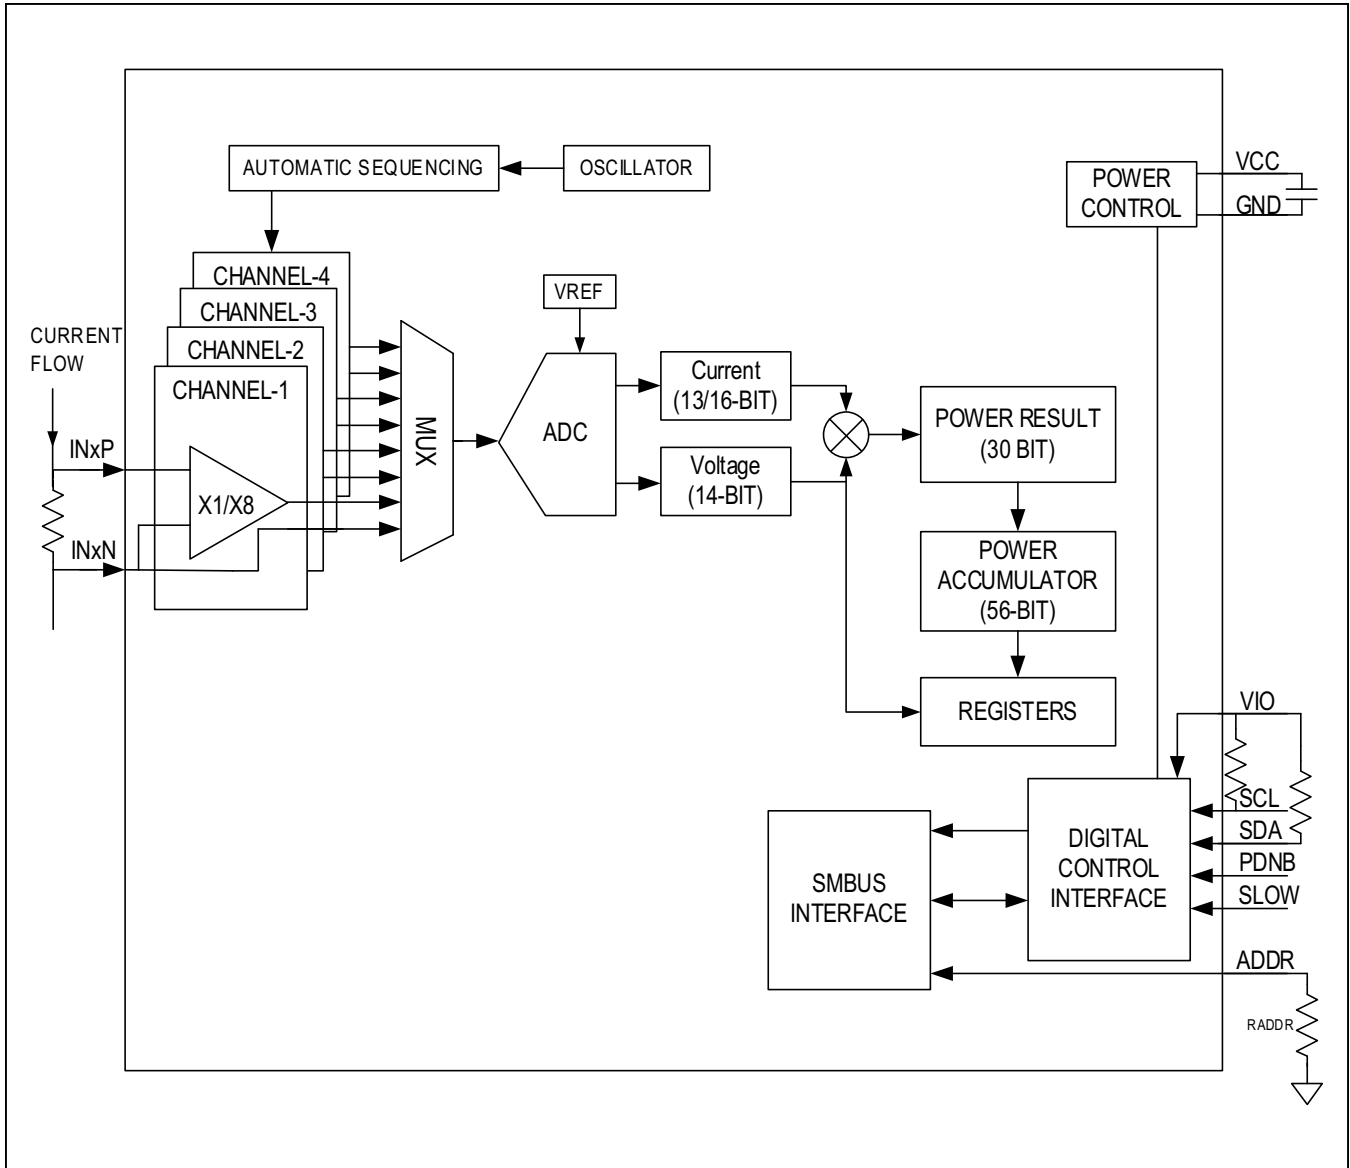 AUTOMATIC SEQUENCING
OSCILLATOR
POWER
CONTROL
VCC
GND
CHANNEL-4
CHANNEL-3
CHANNEL-2
CHANNEL-1
VREF
CURRENT
FLOW
INxP
INxN
X1/X8
MUX
ADC
Current
(13/16-BIT)
Voltage
(14-BIT)
POWER RESULT
(30 BIT)
POWER
ACCUMULATOR
(56-BIT)
REGISTERS
VIO
SCL
SDA
PDNB
SLOW
ADDR
DIGITAL
CONTROL
INTERFACE
SMBUS
INTERFACE
RADDR